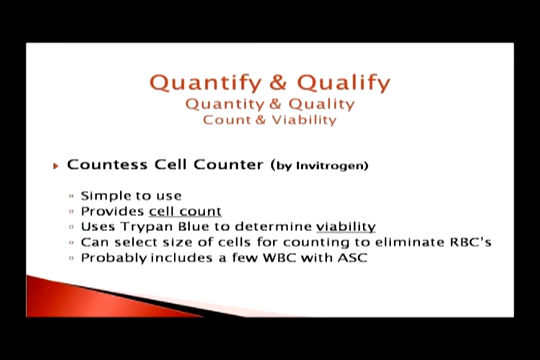 Quantify & Qualify
Quantity & Quality
Count & Viability
Countess Cell Counter (by Invitrogen)
Simple to use
Provides cell count
Uses Trypan Blue to determine viability
Can select size of cells for counting to eliminate RBC's
Probably includes a few WBC with ASC